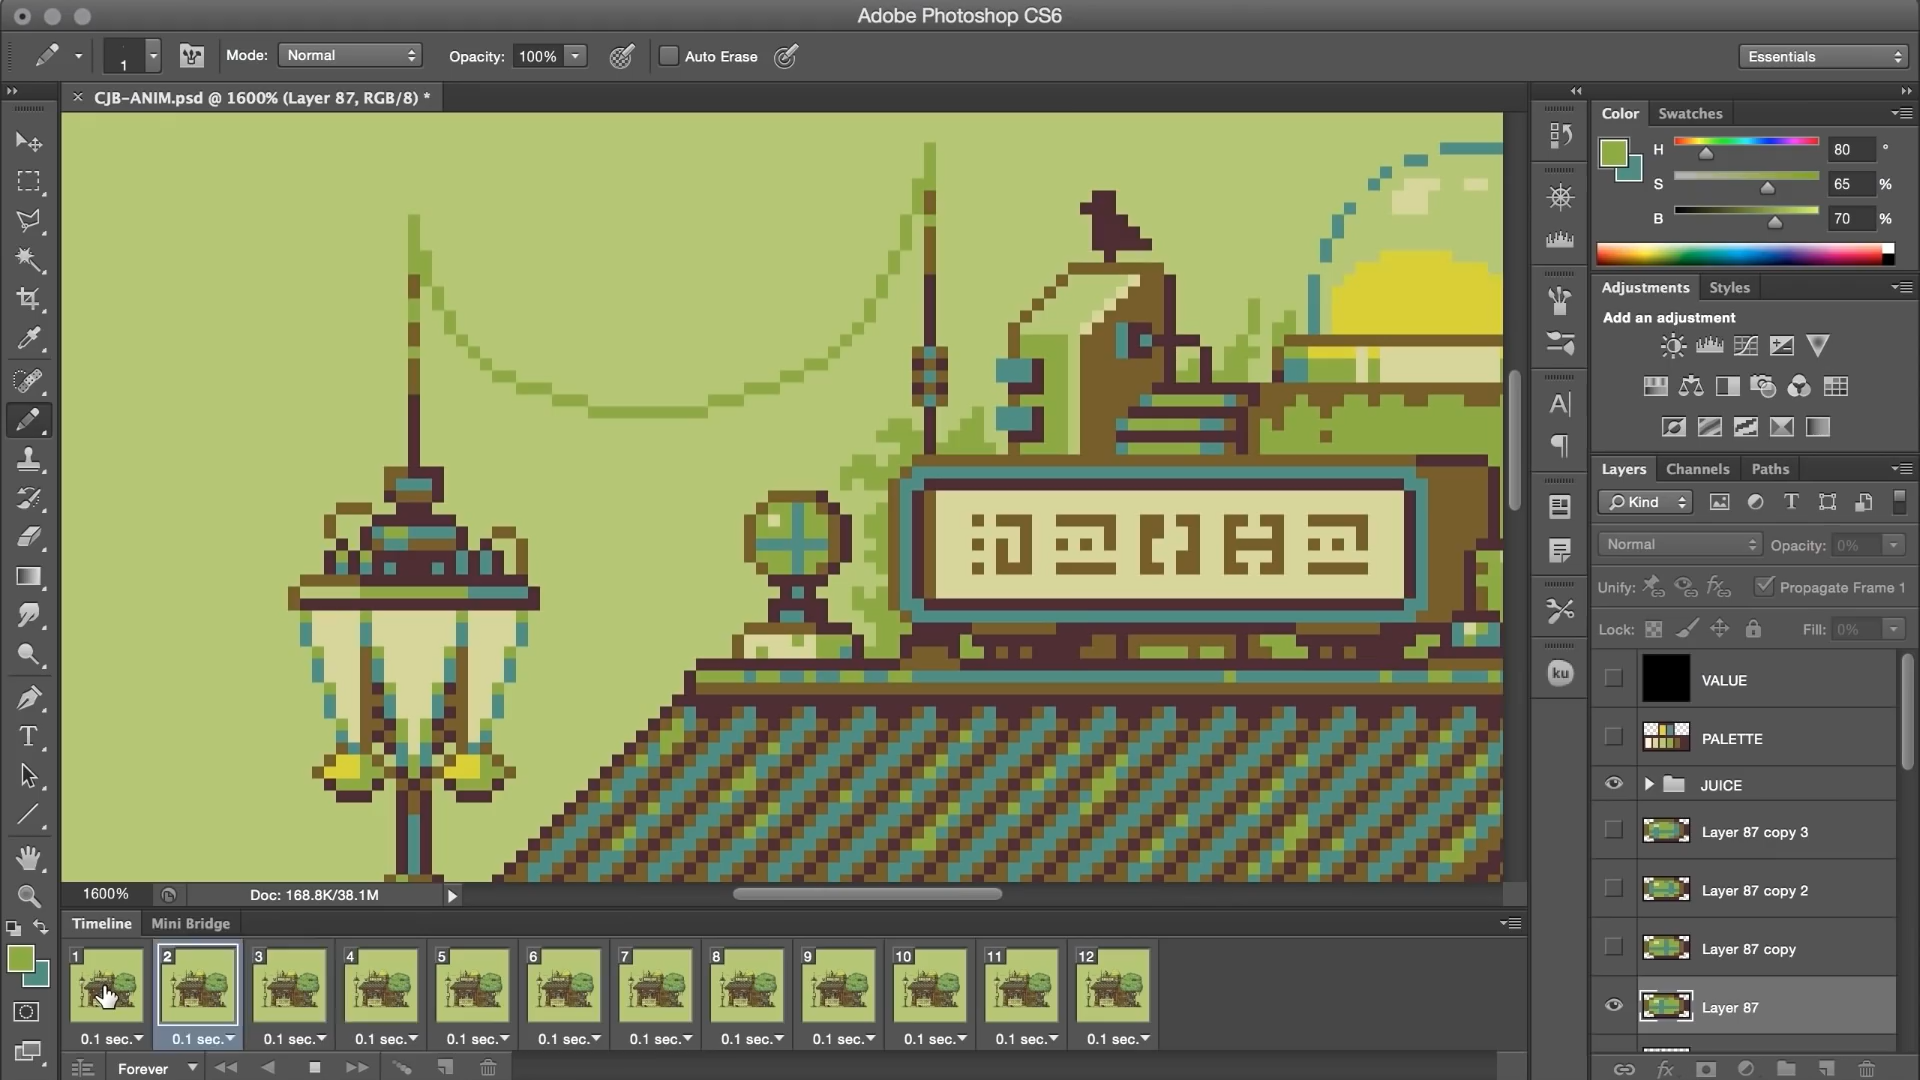 Adobe Photoshop CS6
1 Mode: Normal Opacity: 100% Auto Erase Essentials
× CJB-ANIM.psd @ 1600% (Layer 87, RGB/8) *
Color Swatches
H 80 °
S 65 %
B 70 %
Adjustments Styles
Add an adjustment
Layers Channels Paths
Kind
Normal Opacity: 0%
Unify: Propagate Frame 1
Lock: Fill: 0%
VALUE
PALETTE
JUICE
Layer 87 copy 3
Layer 87 copy 2
Layer 87 copy
Layer 87
ku
1600% Doc: 168.8K/38.1M
Timeline Mini Bridge
1 2 3 4 5 6 7 8 9 10 11 12
0.1 sec. 0.1 sec. 0.1 sec. 0.1 sec. 0.1 sec. 0.1 sec. 0.1 sec. 0.1 sec. 0.1 sec. 0.1 sec. 0.1 sec. 0.1 sec.
Forever